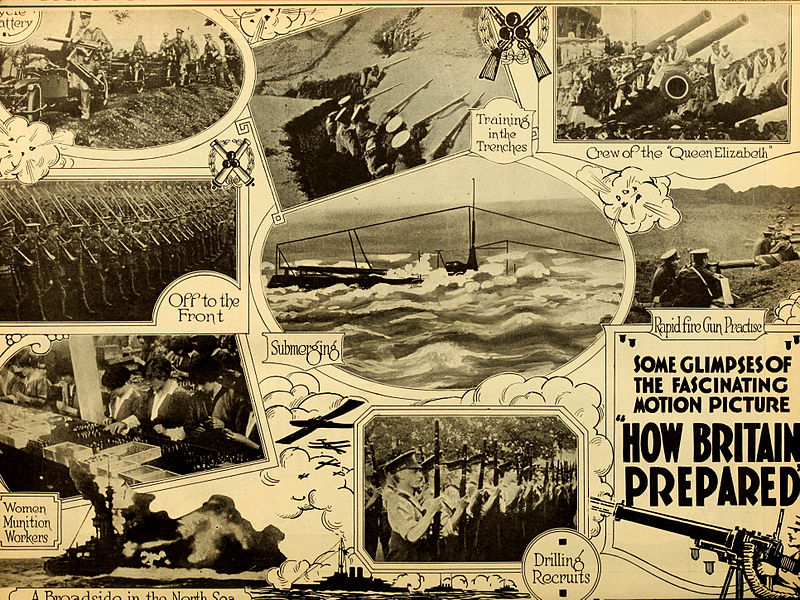 cycle
attery
Training
in the
Trenches
Crew of the "Queen Elizabeth"
Off to the
Front
Submerging
Rapid fire Gun Practise
SOME GLIMPSES OF
THE FASCINATING
MOTION PICTURE
"HOW BRITAIN
PREPARED
Women
Munition
Workers
Drilling
Recruits
A Broadside in the North Sea